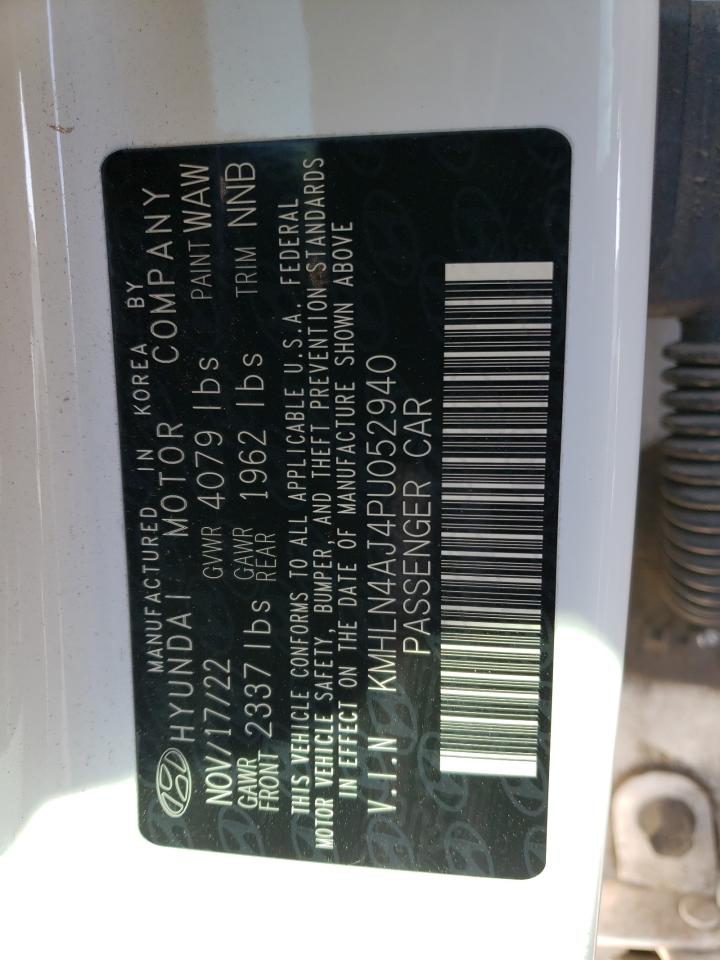 MANUFACTURED IN KOREA BY
HYUNDAI MOTOR COMPANY
NOV/17/22 GVWR 4079 lbs PAINT WAW
GAWR FRONT 2337 lbs GAWR REAR 1962 lbs TRIM NNB
THIS VEHICLE CONFORMS TO ALL APPLICABLE U.S.A. FEDERAL
MOTOR VEHICLE SAFETY, BUMPER, AND THEFT PREVENTION STANDARDS
IN EFFECT ON THE DATE OF MANUFACTURE SHOWN ABOVE
V.I.N KMHLN4AJ4PU052940
PASSENGER CAR